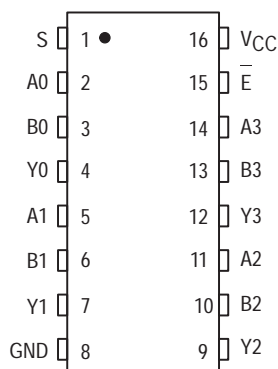 S 1 16 VCC
A0 2 15 E̅
B0 3 14 A3
Y0 4 13 B3
A1 5 12 Y3
B1 6 11 A2
Y1 7 10 B2
GND 8 9 Y2